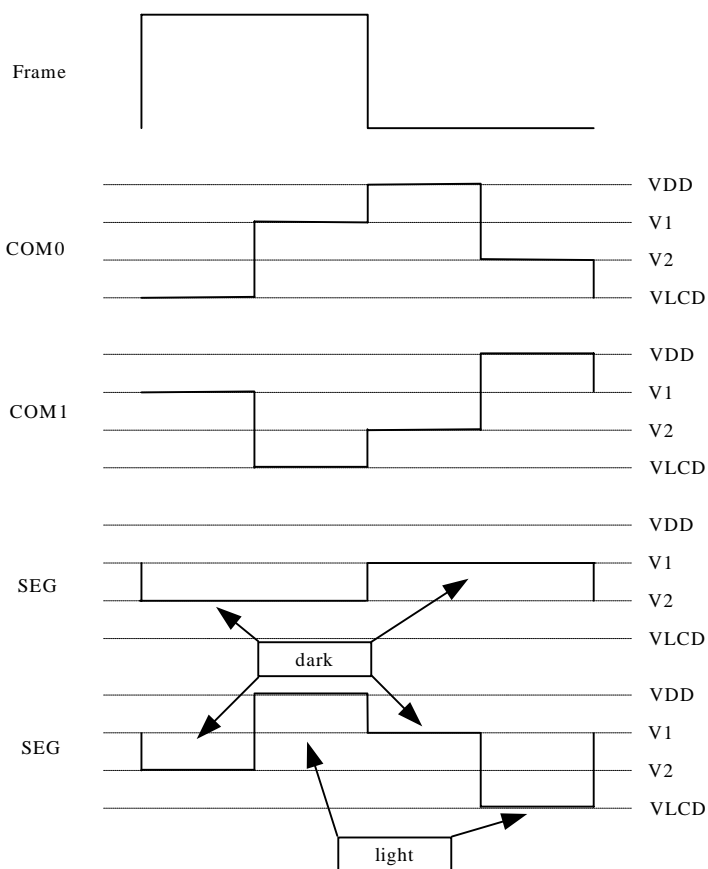 Frame
VDD
V1
COM0
V2
VLCD
VDD
V1
COM1
V2
VLCD
VDD
V1
SEG
V2
VLCD
dark
VDD
V1
SEG
V2
VLCD
light